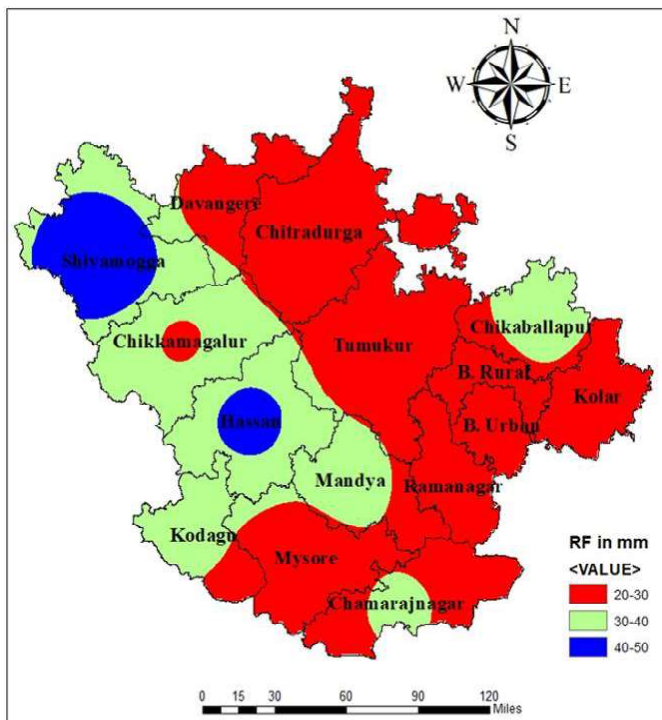 N
W E
S
Davangere
Chitradurga
Shivamogga
Chikaballapur
Chikkamagalur
Tumukur
B. Rural
Kolar
Hassan
B. Urban
Mandya
Ramanagar
Kodagu
Mysore
Chamarajnagar
RF in mm
<VALUE>
20-30
30-40
40-50
0 15 30 60 90 120
Miles